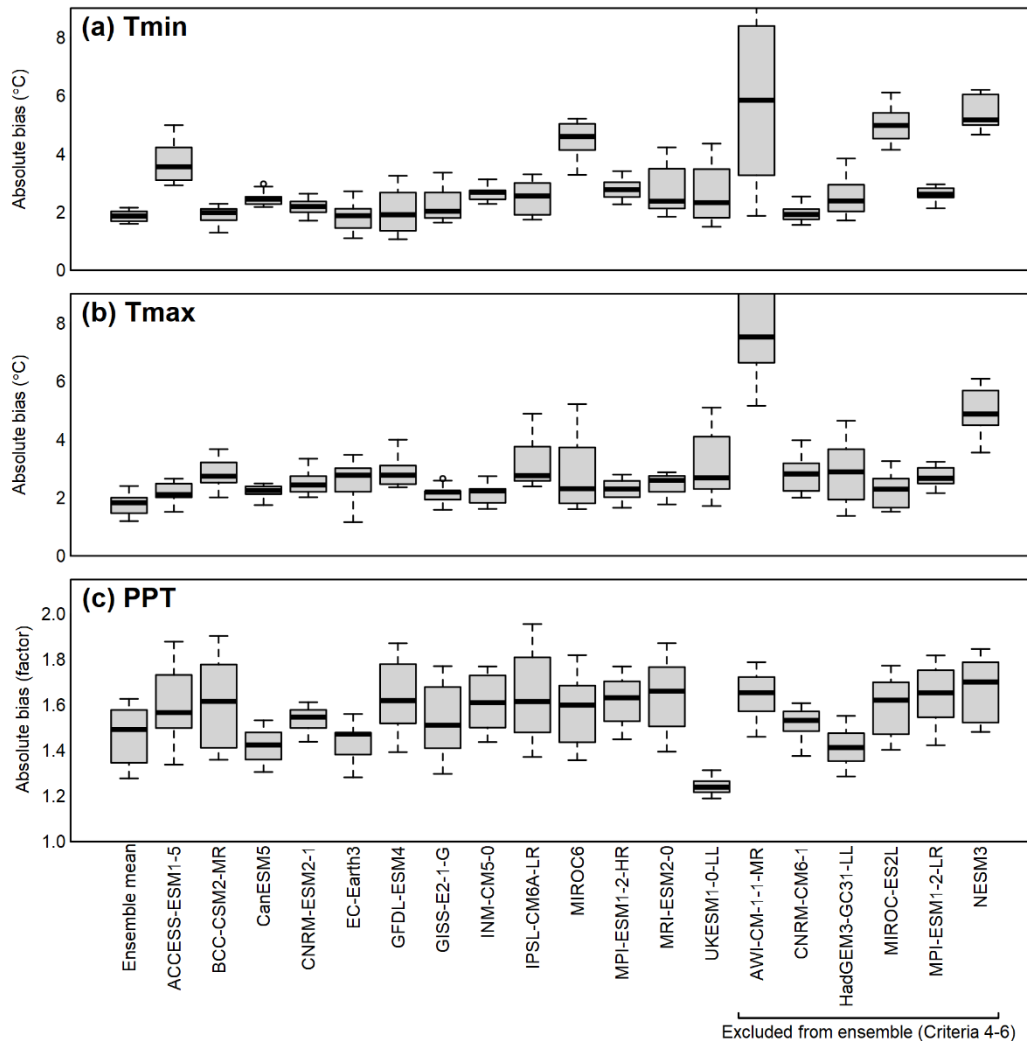 (a) Tmin
Absolute bias (°C)
8
6
4
2
0
(b) Tmax
Absolute bias (°C)
8
6
4
2
0
(c) PPT
Absolute bias (factor)
2.0
1.8
1.6
1.4
1.2
1.0
Ensemble mean
ACCESS-ESM1-5
BCC-CSM2-MR
CanESM5
CNRM-ESM2-1
EC-Earth3
GFDL-ESM4
GISS-E2-1-G
INM-CM5-0
IPSL-CM6A-LR
MIROC6
MPI-ESM1-2-HR
MRI-ESM2-0
UKESM1-0-LL
AWI-CM-1-1-MR
CNRM-CM6-1
HadGEM3-GC31-LL
MIROC-ES2L
MPI-ESM1-2-LR
NESM3
Excluded from ensemble (Criteria 4-6)